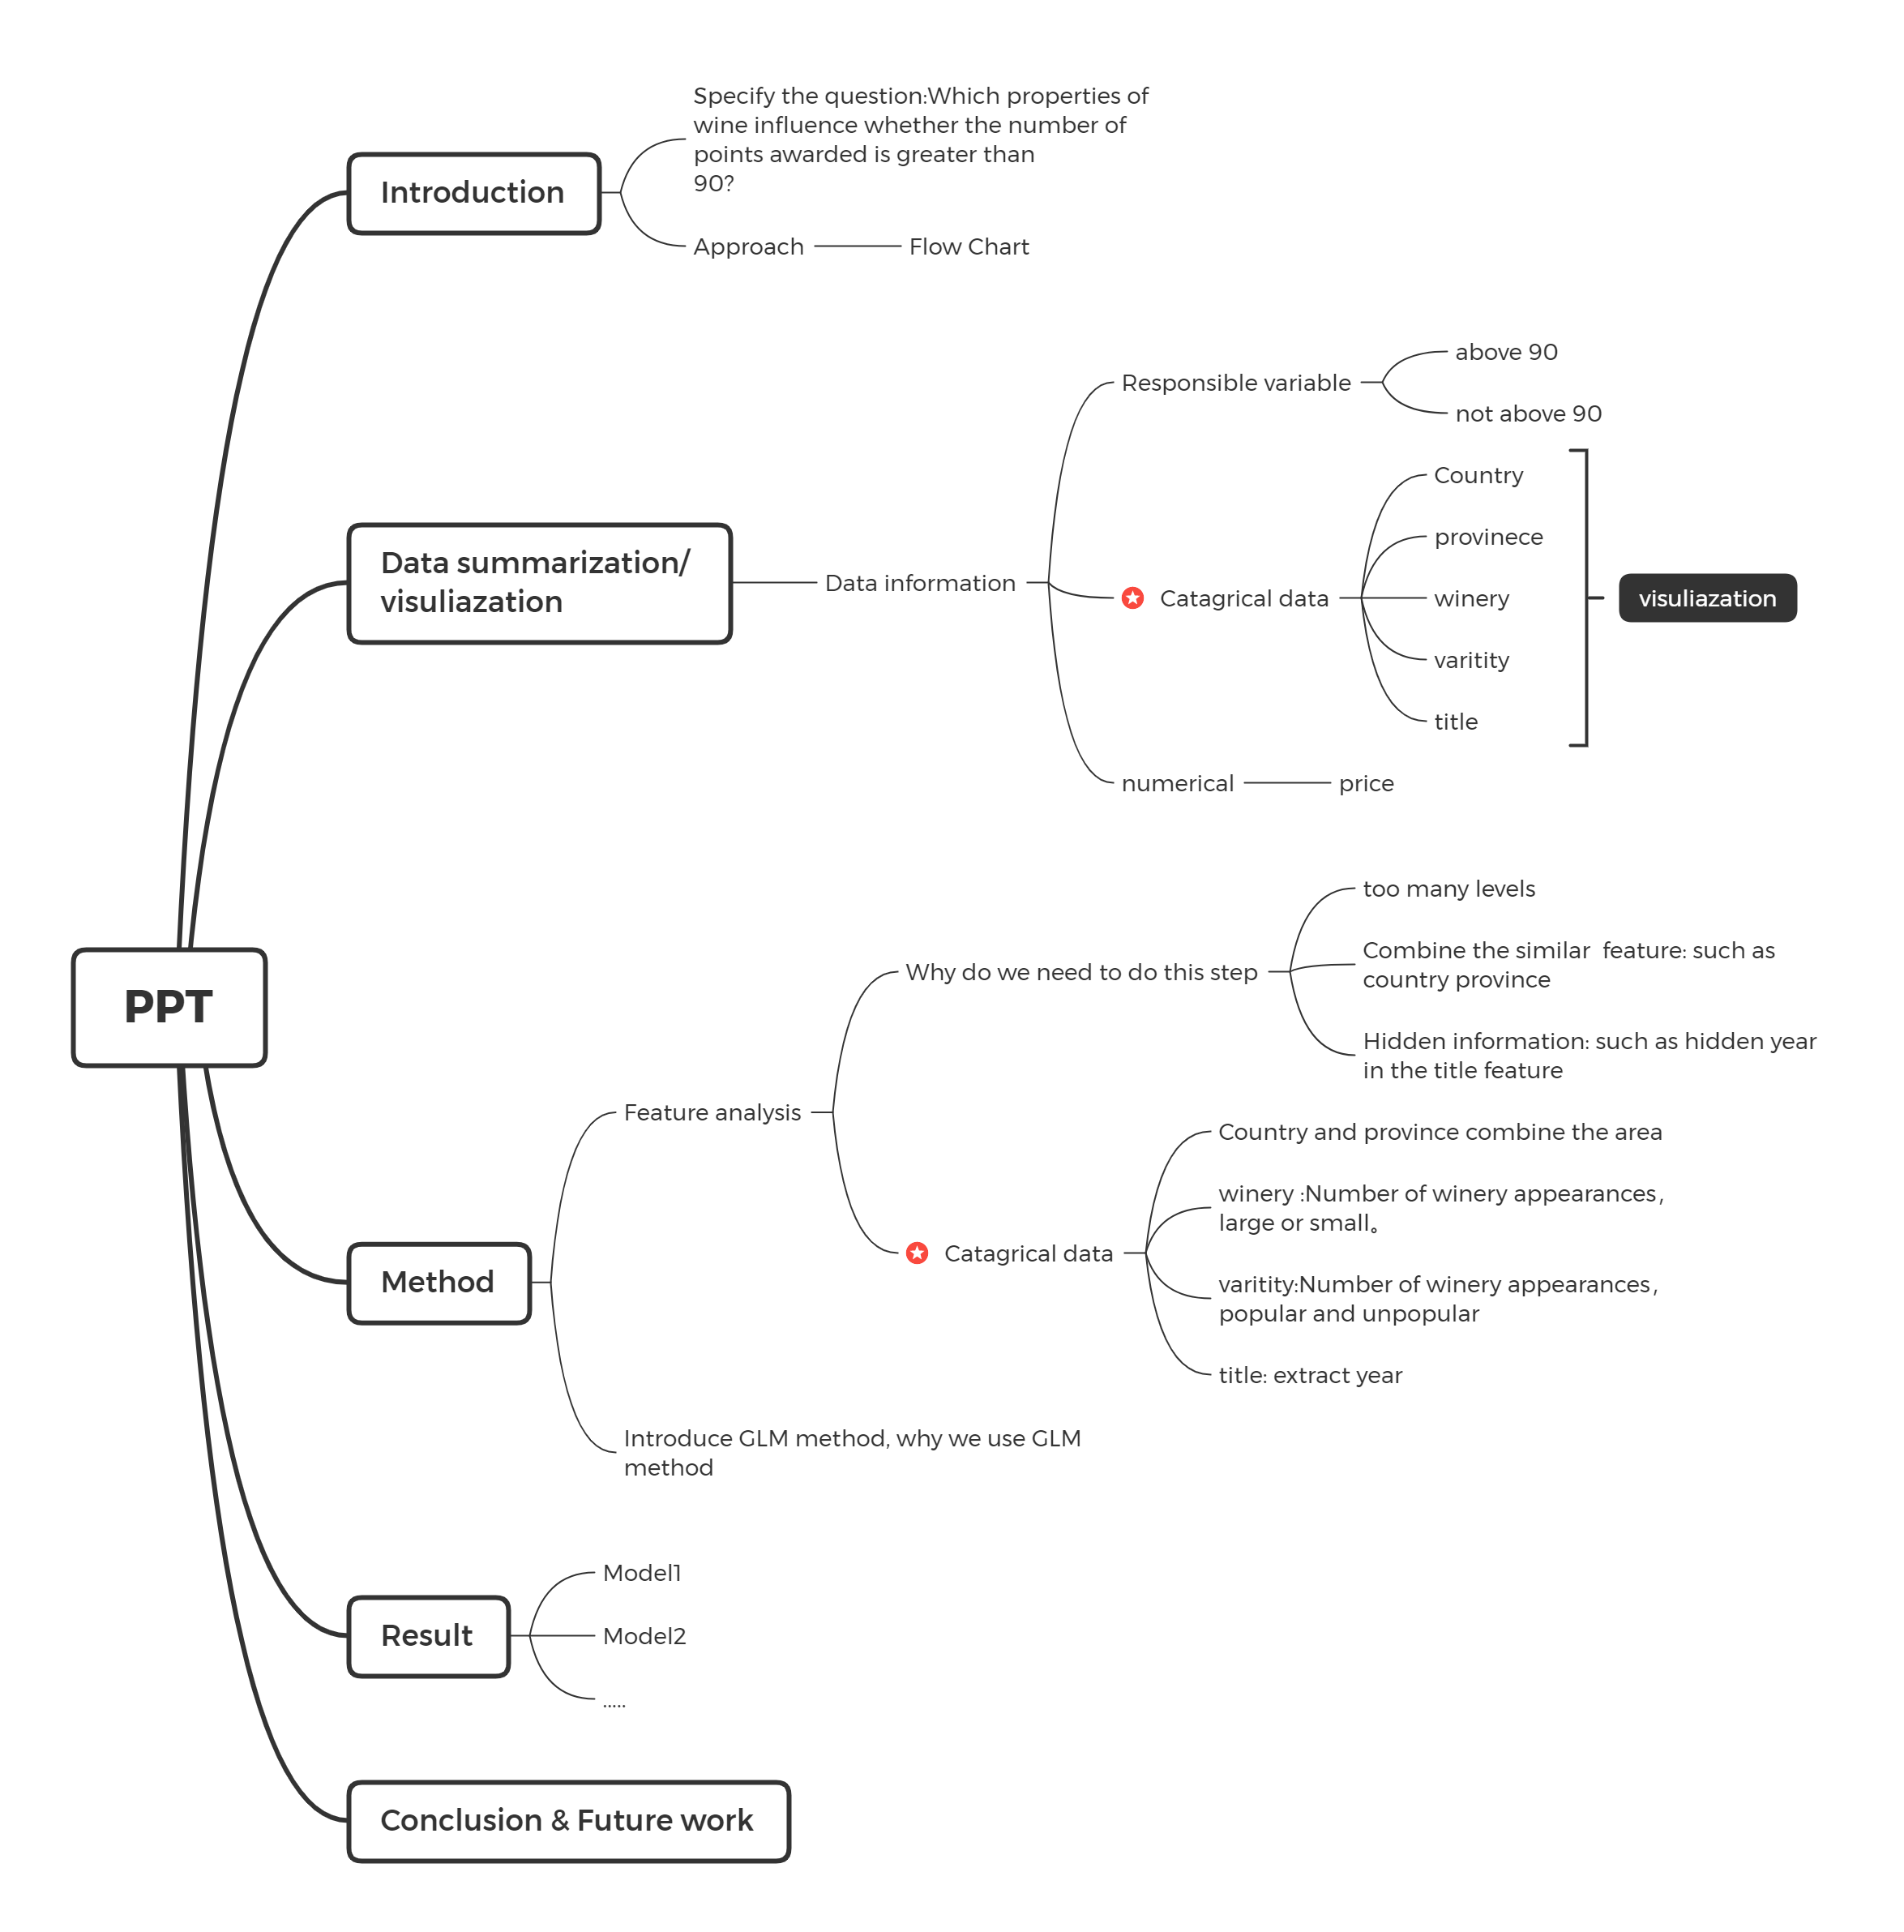 Specify the question:Which properties of
wine influence whether the number of
points awarded is greater than
90?
Introduction
Approach
Flow Chart
above 90
Responsible variable
not above 90
Country
provinece
Data summarization/
visuliazation
Data information
Catagrical data
winery
visuliazation
varitity
title
numerical
price
too many levels
Why do we need to do this step
Combine the similar  feature: such as
country province
PPT
Hidden information: such as hidden year
in the title feature
Feature analysis
Country and province combine the area
winery :Number of winery appearances,
large or small。
Catagrical data
Method
varitity:Number of winery appearances,
popular and unpopular
title: extract year
Introduce GLM method, why we use GLM
method
Model1
Result
Model2
.....
Conclusion & Future work